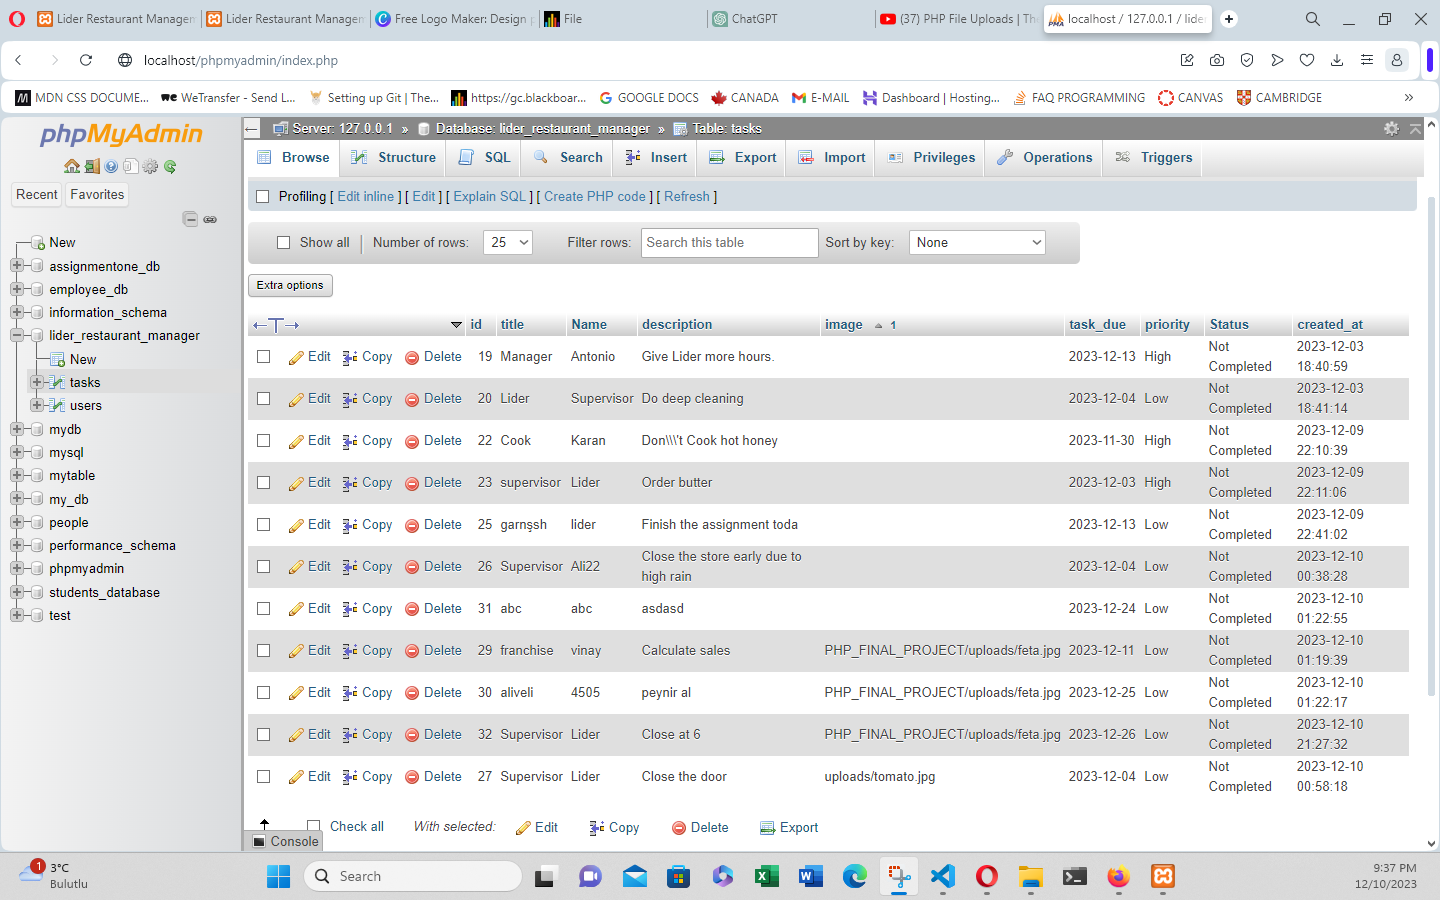 Lider Restaurant Managem
Lider Restaurant Managem
Free Logo Maker: Design p
File
ChatGPT
(37) PHP File Uploads | The
localhost / 127.0.0.1 / lide
localhost/phpmyadmin/index.php
MDN CSS DOCUME...
WeTransfer - Send L...
Setting up Git | The...
https://gc.blackboar...
GOOGLE DOCS
CANADA
E-MAIL
Dashboard | Hosting...
FAQ PROGRAMMING
CANVAS
CAMBRIDGE
»
phpMyAdmin
Recent
Favorites
New
assignmentone_db
employee_db
information_schema
lider_restaurant_manager
New
tasks
users
mydb
mysql
mytable
my_db
people
performance_schema
phpmyadmin
students_database
test
Server: 127.0.0.1 » Database: lider_restaurant_manager » Table: tasks
Browse Structure SQL Search Insert Export Import Privileges Operations Triggers
Profiling [ Edit inline ] [ Edit ] [ Explain SQL ] [ Create PHP code ] [ Refresh ]
Show all Number of rows: 25 Filter rows: Search this table Sort by key: None
Extra options
←T→ id title Name description image 1 task_due priority Status created_at
Edit Copy Delete 19 Manager Antonio Give Lider more hours. 2023-12-13 High Not Completed 2023-12-03 18:40:59
Edit Copy Delete 20 Lider Supervisor Do deep cleaning 2023-12-04 Low Not Completed 2023-12-03 18:41:14
Edit Copy Delete 22 Cook Karan Don\\\'t Cook hot honey 2023-11-30 High Not Completed 2023-12-09 22:10:39
Edit Copy Delete 23 supervisor Lider Order butter 2023-12-03 High Not Completed 2023-12-09 22:11:06
Edit Copy Delete 25 garnşsh lider Finish the assignment toda 2023-12-13 Low Not Completed 2023-12-09 22:41:02
Edit Copy Delete 26 Supervisor Ali22 Close the store early due to high rain 2023-12-04 Low Not Completed 2023-12-10 00:38:28
Edit Copy Delete 31 abc abc asdasd 2023-12-24 Low Not Completed 2023-12-10 01:22:55
Edit Copy Delete 29 franchise vinay Calculate sales PHP_FINAL_PROJECT/uploads/feta.jpg 2023-12-11 Low Not Completed 2023-12-10 01:19:39
Edit Copy Delete 30 aliveli 4505 peynir al PHP_FINAL_PROJECT/uploads/feta.jpg 2023-12-25 Low Not Completed 2023-12-10 01:22:17
Edit Copy Delete 32 Supervisor Lider Close at 6 PHP_FINAL_PROJECT/uploads/feta.jpg 2023-12-26 Low Not Completed 2023-12-10 21:27:32
Edit Copy Delete 27 Supervisor Lider Close the door uploads/tomato.jpg 2023-12-04 Low Not Completed 2023-12-10 00:58:18
Check all With selected: Edit Copy Delete Export
Console
1
3°C
Bulutlu
Search
9:37 PM
12/10/2023